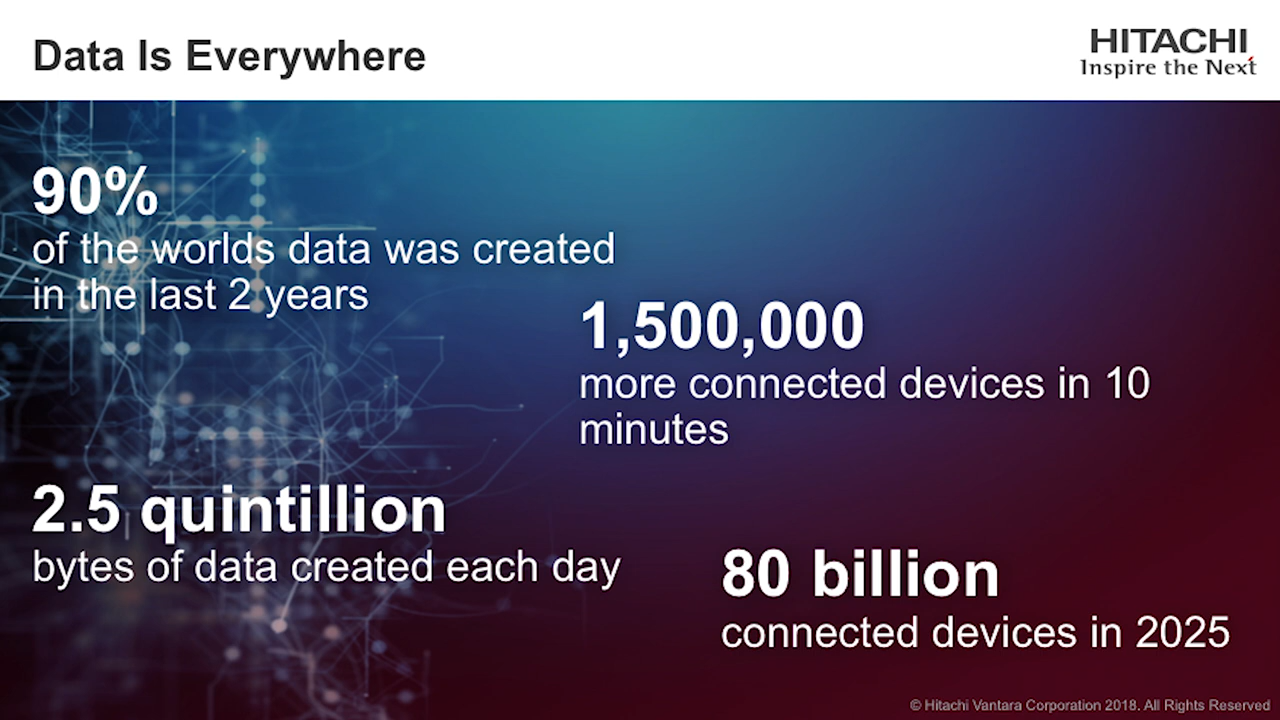 Data Is Everywhere
HITACHI
Inspire the Next
90%
of the worlds data was created
in the last 2 years
1,500,000
more connected devices in 10
minutes
2.5 quintillion
bytes of data created each day
80 billion
connected devices in 2025
© Hitachi Vantara Corporation 2018. All Rights Reserved